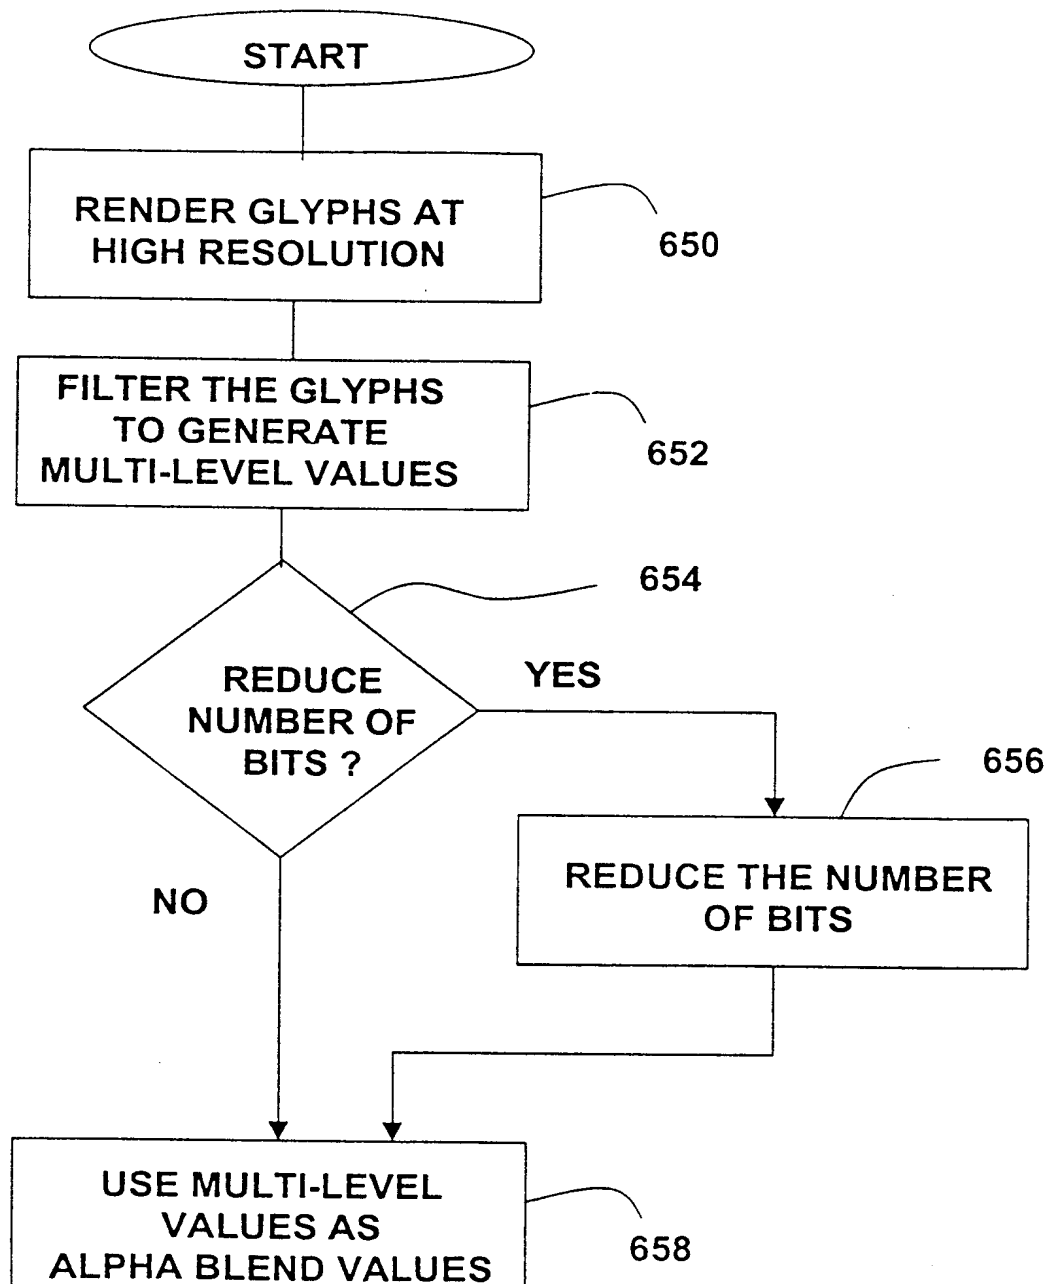 START
RENDER GLYPHS AT
HIGH RESOLUTION
650
FILTER THE GLYPHS
TO GENERATE
MULTI-LEVEL VALUES
652
654
REDUCE
NUMBER OF
BITS ?
YES
656
REDUCE THE NUMBER
OF BITS
NO
USE MULTI-LEVEL
VALUES AS
ALPHA BLEND VALUES
658